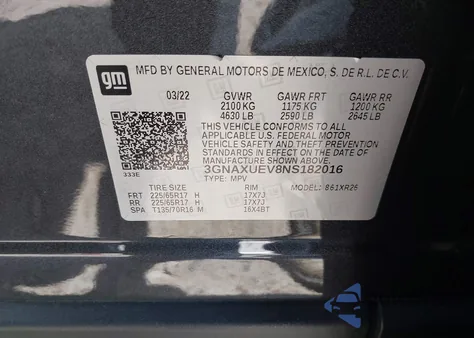 gm
MFD BY GENERAL MOTORS DE MEXICO, S. DE R.L. DE C.V.
03/22 GVWR GAWR FRT GAWR RR
2100 KG 1175 KG 1200 KG
4630 LB 2590 LB 2645 LB
THIS VEHICLE CONFORMS TO ALL
APPLICABLE U.S. FEDERAL MOTOR
VEHICLE SAFETY AND THEFT
PREVENTION STANDARDS IN EFFECT ON
THE DATE OF MANUFACTURE SHOWN ABOVE.
333E 3GNAXUEV8NS182016
TYPE: MPV
TIRE SIZE RIM MODEL: 861XR26
FRT 225/65R17 H 17X7J
RR 225/65R17 H 17X7J
SPA T135/70R16 M 16X4BT